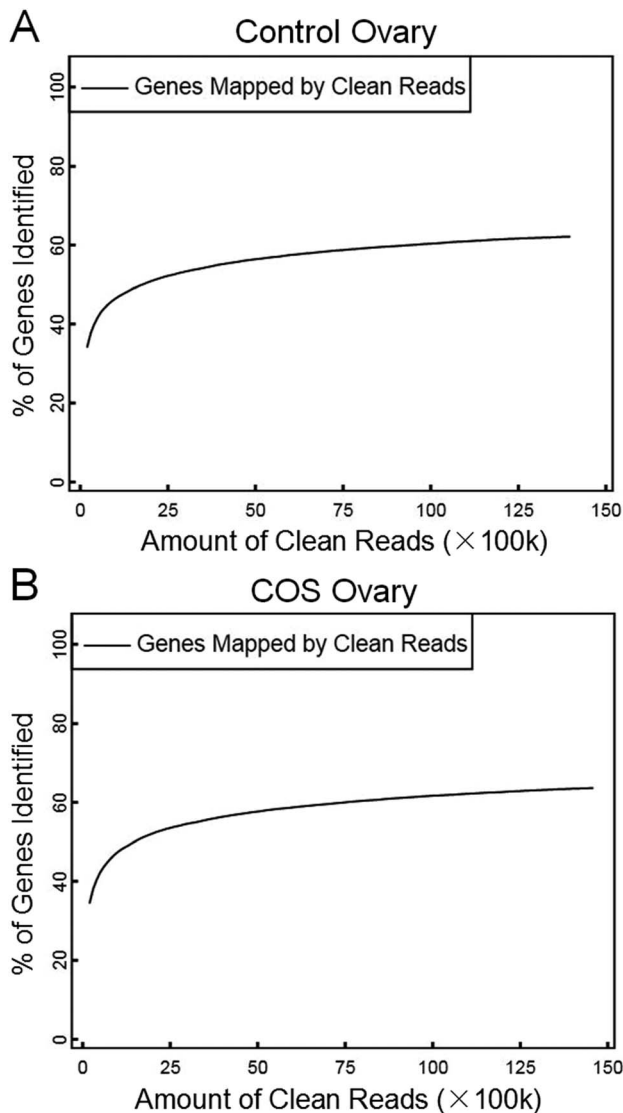 A
Control Ovary
Genes Mapped by Clean Reads
% of Genes Identified
100
80
60
40
20
0
0 25 50 75 100 125 150
Amount of Clean Reads (×100k)
B
COS Ovary
Genes Mapped by Clean Reads
% of Genes Identified
100
80
60
40
20
0
0 25 50 75 100 125 150
Amount of Clean Reads (×100k)